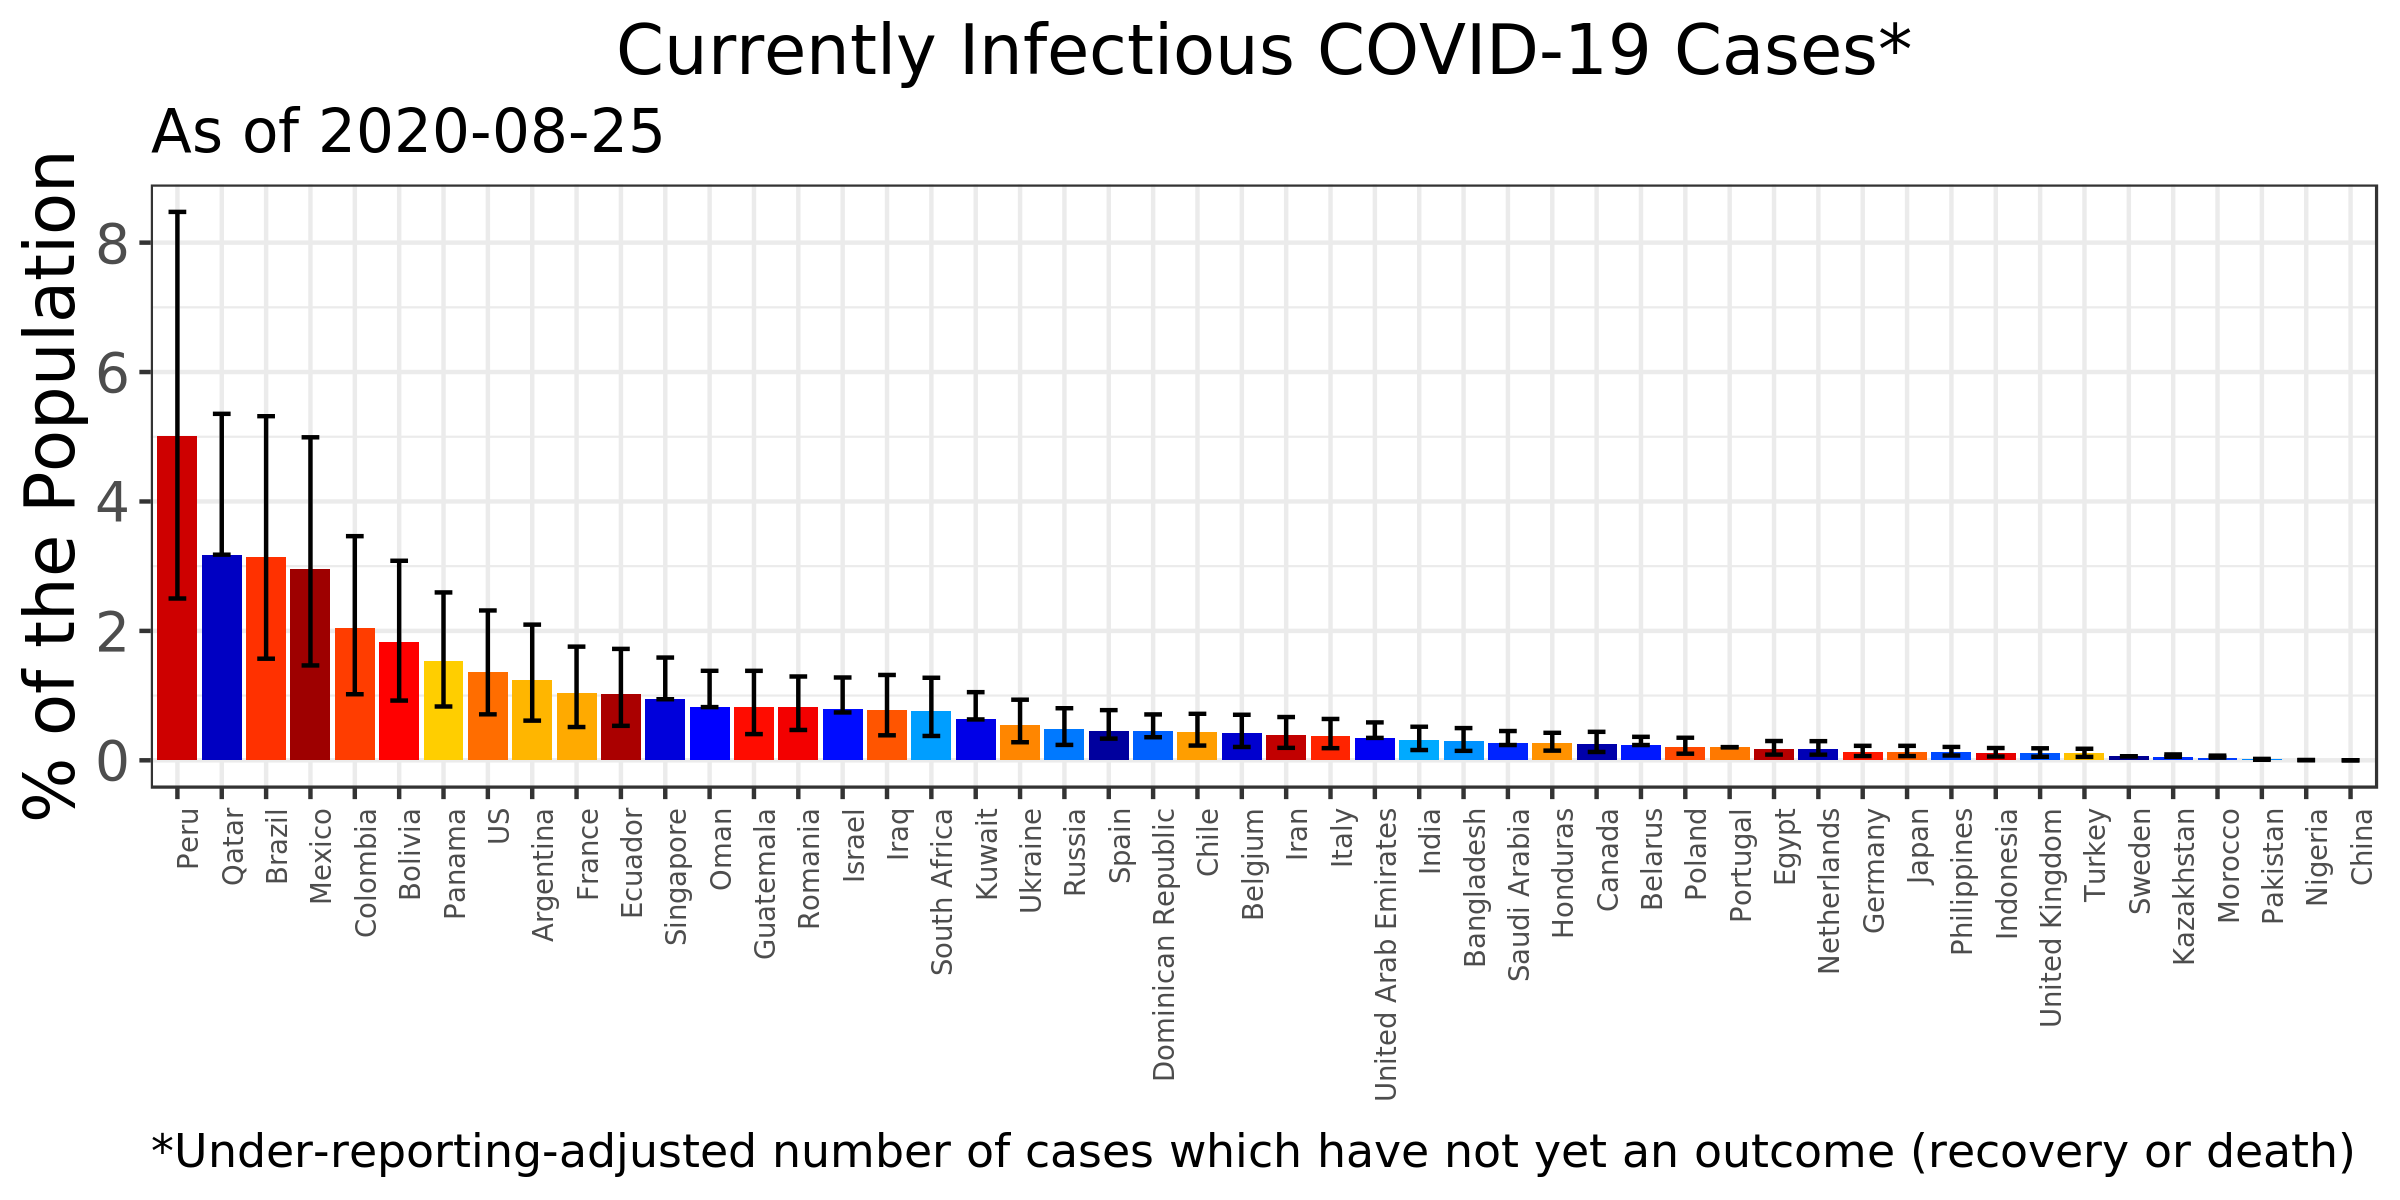 Currently Infectious COVID-19 Cases*
As of 2020-08-25
% of the Population
8
6
4
2
0
Peru
Qatar
Brazil
Mexico
Colombia
Bolivia
Panama
US
Argentina
France
Ecuador
Singapore
Oman
Guatemala
Romania
Israel
Iraq
South Africa
Kuwait
Ukraine
Russia
Spain
Dominican Republic
Chile
Belgium
Iran
Italy
United Arab Emirates
India
Bangladesh
Saudi Arabia
Honduras
Canada
Belarus
Poland
Portugal
Egypt
Netherlands
Germany
Japan
Philippines
Indonesia
United Kingdom
Turkey
Sweden
Kazakhstan
Morocco
Pakistan
Nigeria
China
*Under-reporting-adjusted number of cases which have not yet an outcome (recovery or death)